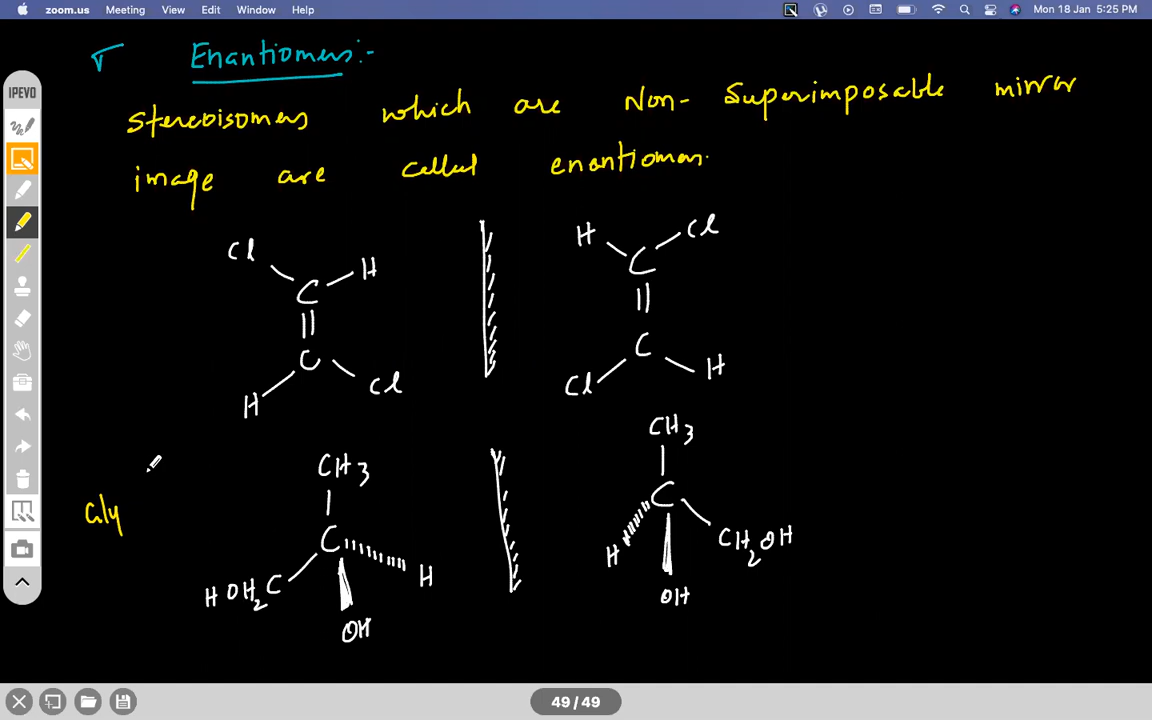 zoom.us Meeting View Edit Window Help Mon 18 Jan 5:25 PM
IPEVO
Enantiomers:-
Stereoisomers which are Non- Superimposable mirror
image are called enantiomers.
Cl H
C
C
H Cl
H Cl
C
C
Cl H
CH3
C
HOH2C H
OH
CH3
C
H CH2OH
OH
Gly
49/49